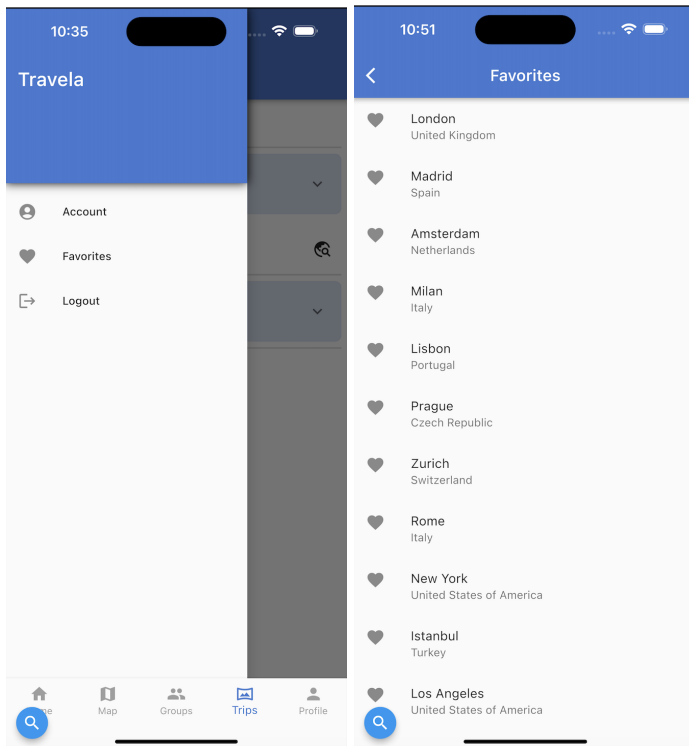 10:35
Travela
Account
Favorites
Logout
Map
Groups
Trips
Profile
10:51
Favorites
London
United Kingdom
Madrid
Spain
Amsterdam
Netherlands
Milan
Italy
Lisbon
Portugal
Prague
Czech Republic
Zurich
Switzerland
Rome
Italy
New York
United States of America
Istanbul
Turkey
Los Angeles
United States of America